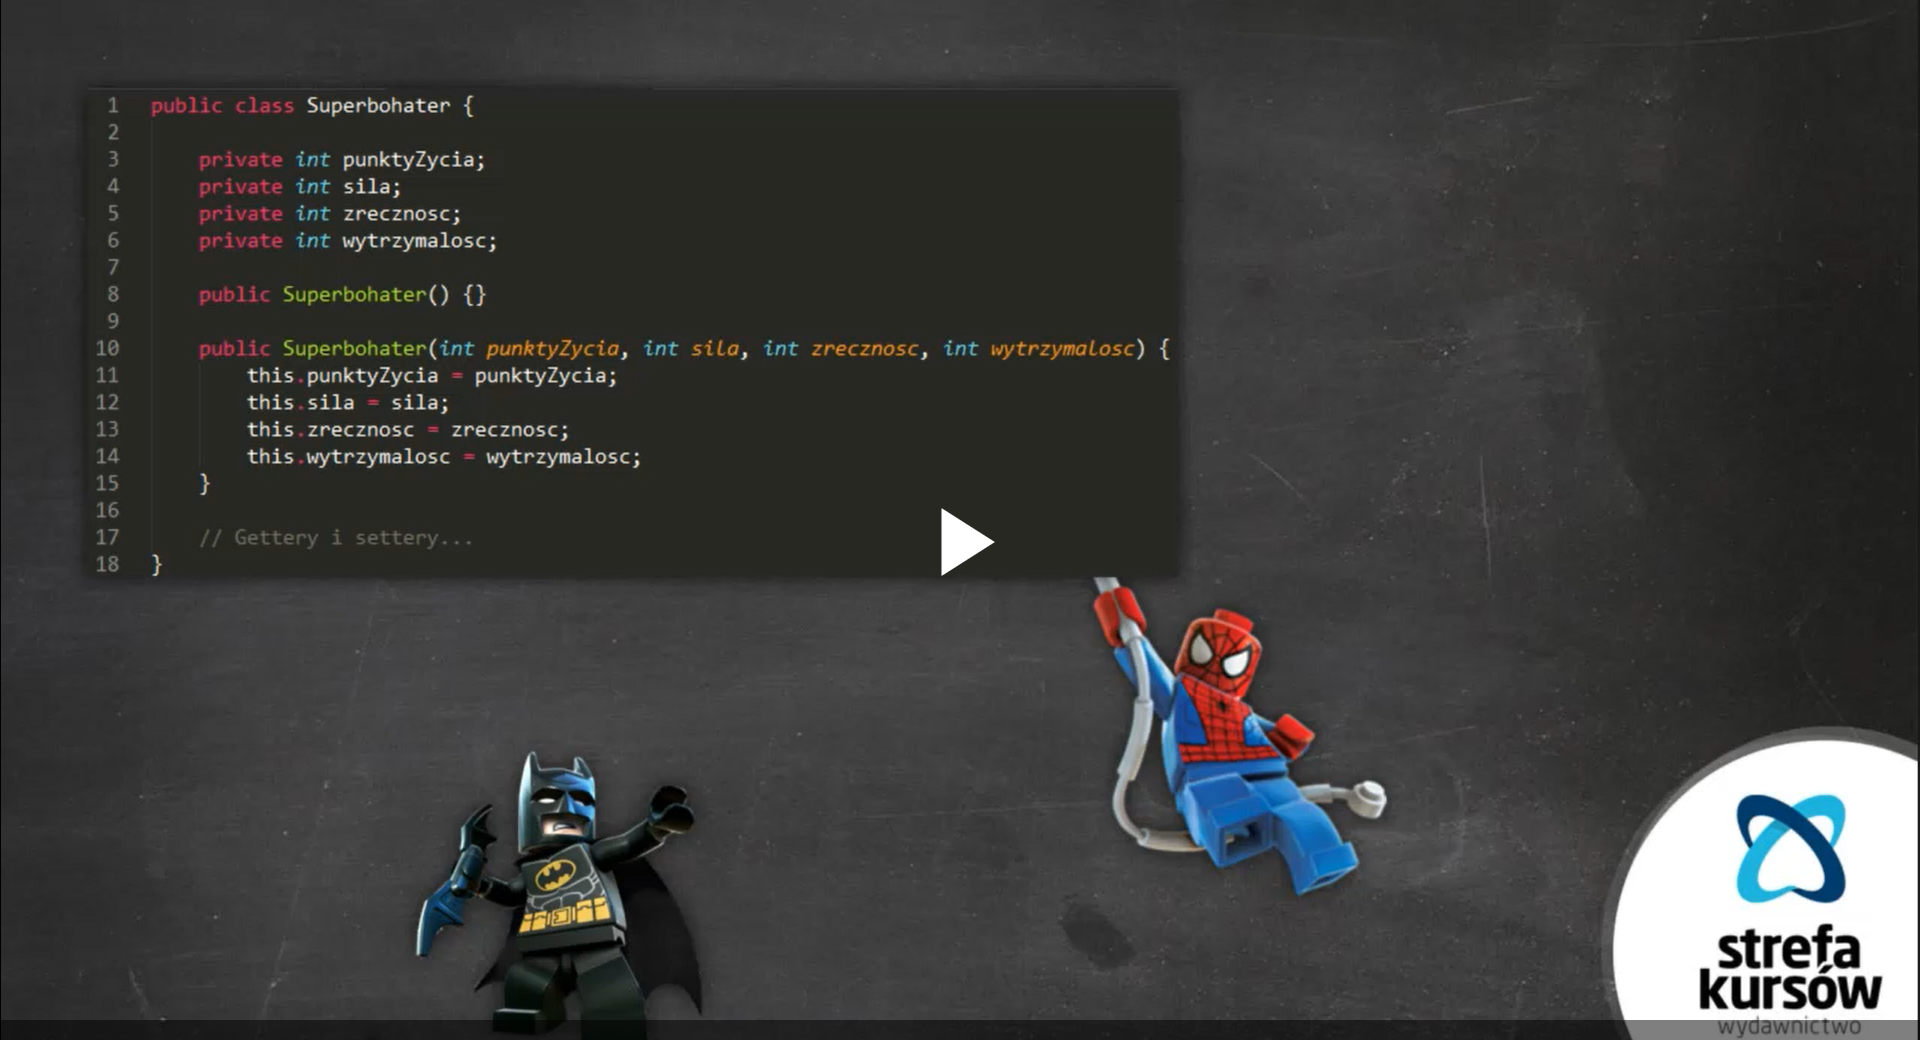 1 public class Superbohater {
2
3 private int punktyZycia;
4 private int sila;
5 private int zrecznosc;
6 private int wytrzymalosc;
7
8 public Superbohater() {}
9
10 public Superbohater(int punktyZycia, int sila, int zrecznosc, int wytrzymalosc) {
11 this.punktyZycia = punktyZycia;
12 this.sila = sila;
13 this.zrecznosc = zrecznosc;
14 this.wytrzymalosc = wytrzymalosc;
15 }
16
17 // Gettery i settery...
18 }
strefa
kursów
wydawnictwo